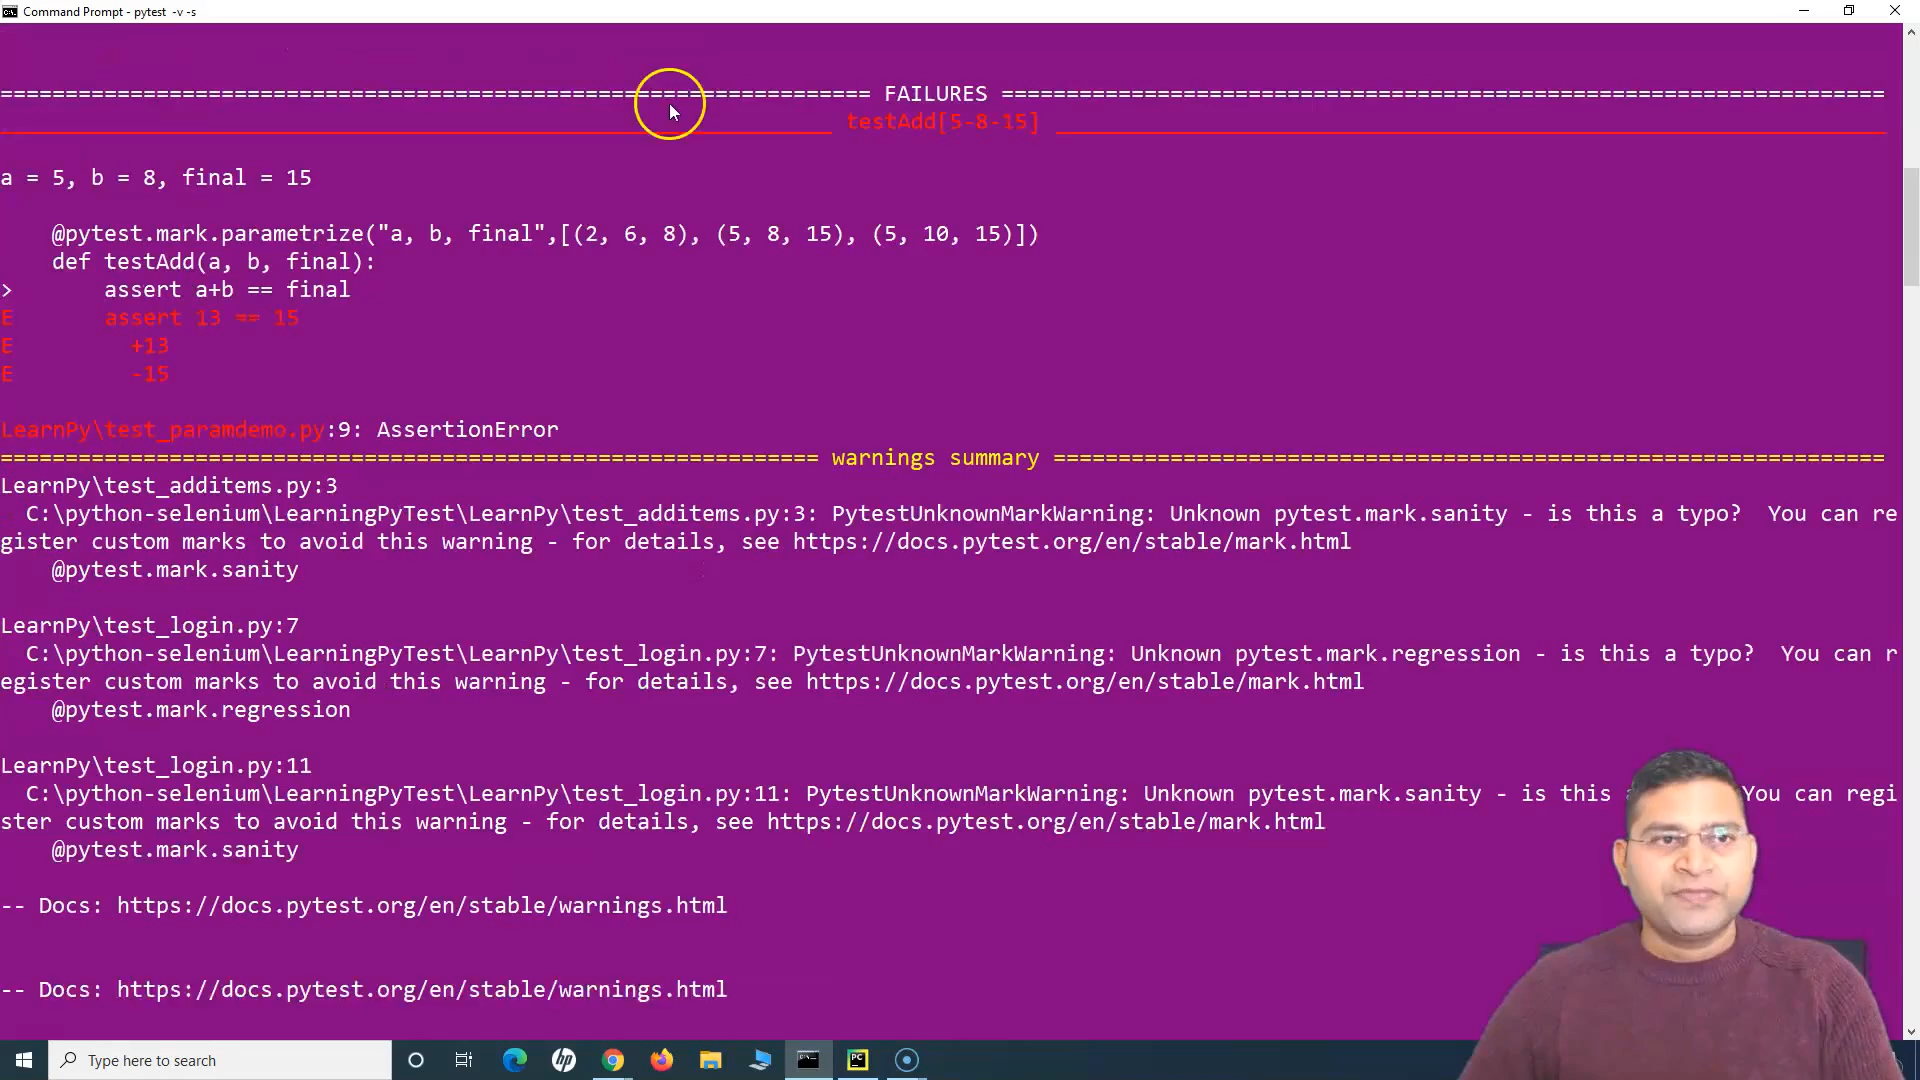 Command Prompt - pytest  -v -s
=================================================================== FAILURES ====================================================================
________________________________________________________________ testAdd[5-8-15] ________________________________________________________________
a = 5, b = 8, final = 15
    @pytest.mark.parametrize("a, b, final",[(2, 6, 8), (5, 8, 15), (5, 10, 15)])
    def testAdd(a, b, final):
>       assert a+b == final
E       assert 13 == 15
E         +13
E         -15
LearnPy\test_paramdemo.py:9: AssertionError
=============================================================== warnings summary ================================================================
LearnPy\test_additems.py:3
  C:\python-selenium\LearningPyTest\LearnPy\test_additems.py:3: PytestUnknownMarkWarning: Unknown pytest.mark.sanity - is this a typo?  You can re
gister custom marks to avoid this warning - for details, see https://docs.pytest.org/en/stable/mark.html
    @pytest.mark.sanity
LearnPy\test_login.py:7
  C:\python-selenium\LearningPyTest\LearnPy\test_login.py:7: PytestUnknownMarkWarning: Unknown pytest.mark.regression - is this a typo?  You can r
egister custom marks to avoid this warning - for details, see https://docs.pytest.org/en/stable/mark.html
    @pytest.mark.regression
LearnPy\test_login.py:11
  C:\python-selenium\LearningPyTest\LearnPy\test_login.py:11: PytestUnknownMarkWarning: Unknown pytest.mark.sanity - is this You can regi
ster custom marks to avoid this warning - for details, see https://docs.pytest.org/en/stable/mark.html
    @pytest.mark.sanity
-- Docs: https://docs.pytest.org/en/stable/warnings.html
-- Docs: https://docs.pytest.org/en/stable/warnings.html
Type here to search
hp
PC